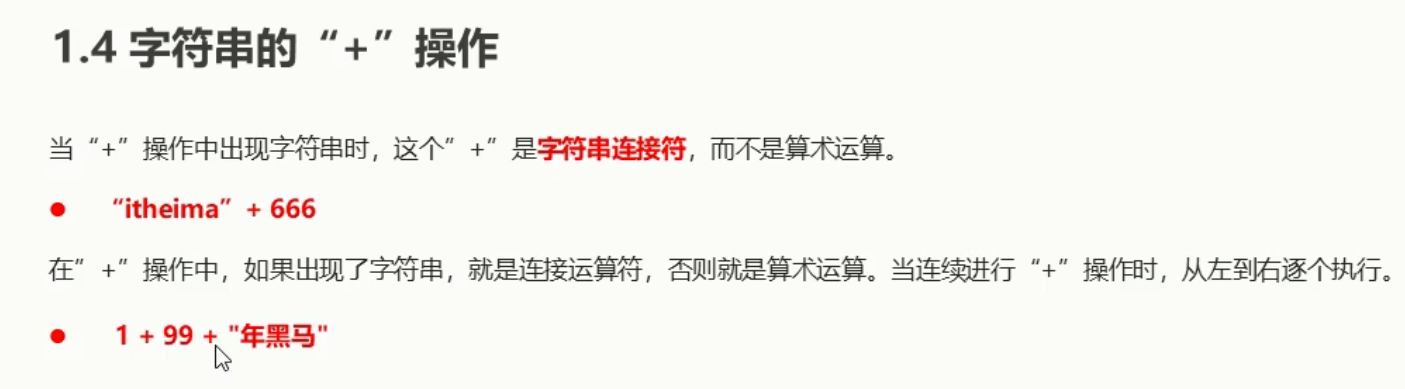 1.4 字符串的“+”操作
当“+”操作中出现字符串时，这个”+”是字符串连接符，而不是算术运算。
● “itheima” + 666
在”+”操作中，如果出现了字符串，就是连接运算符，否则就是算术运算。当连续进行“+”操作时，从左到右逐个执行。
● 1 + 99 + "年黑马"